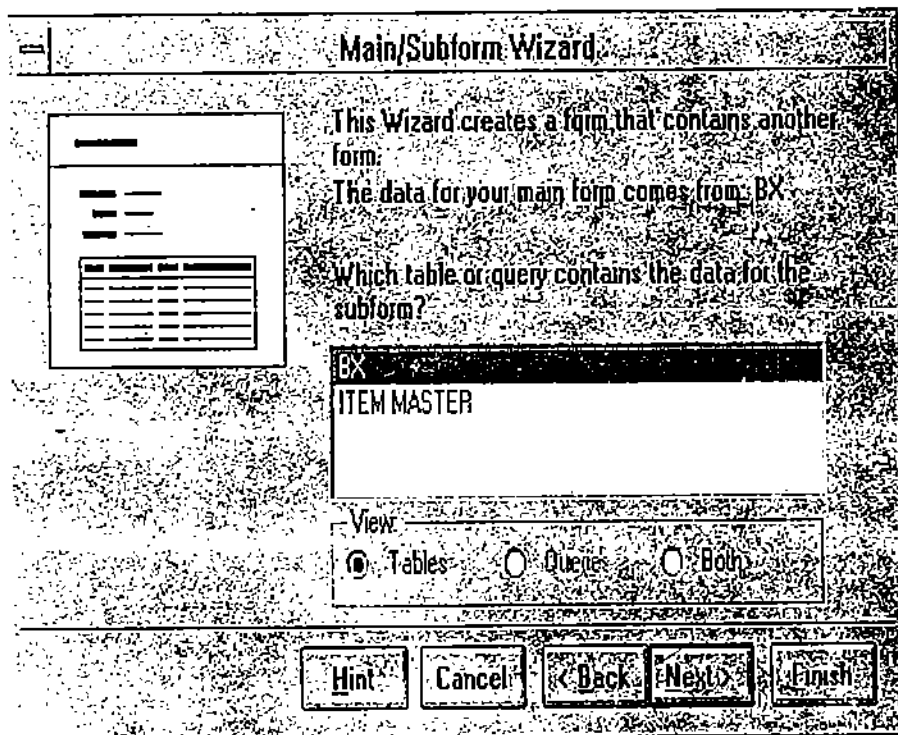 Main/Subform Wizard
This Wizard creates a form that contains another
form.
The data for your main form comes from: BX
Which table or query contains the data for the
subform?
BX
ITEM MASTER
View:
Tables
Queries
Both
Hint
Cancel
< Back
Next >
Finish